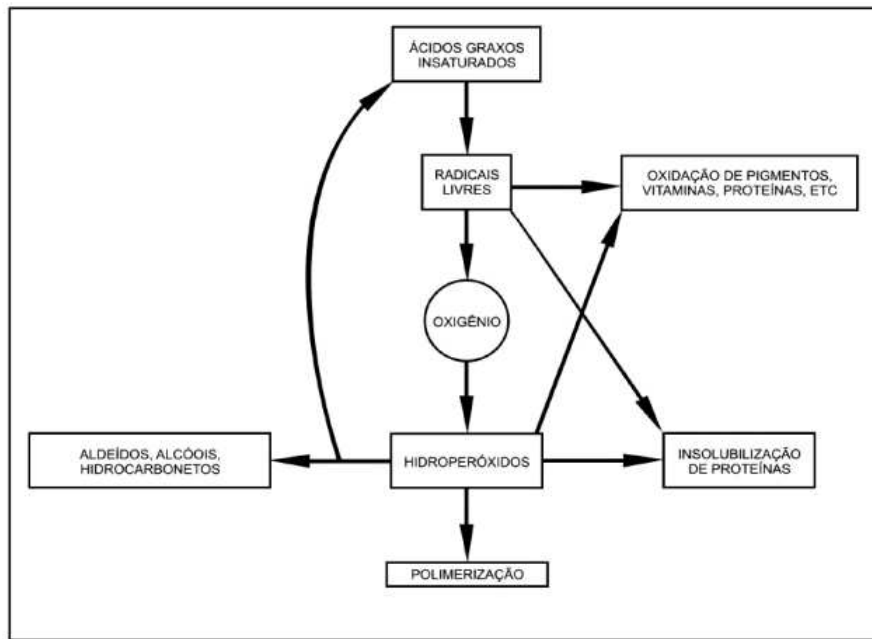 ÁCIDOS GRAXOS
INSATURADOS
RADICAIS
LIVRES
OXIDAÇÃO DE PIGMENTOS,
VITAMINAS, PROTEÍNAS, ETC
OXIGÊNIO
ALDEÍDOS, ALCÓOIS,
HIDROCARBONETOS
HIDROPERÓXIDOS
INSOLUBILIZAÇÃO
DE PROTEÍNAS
POLIMERIZAÇÃO